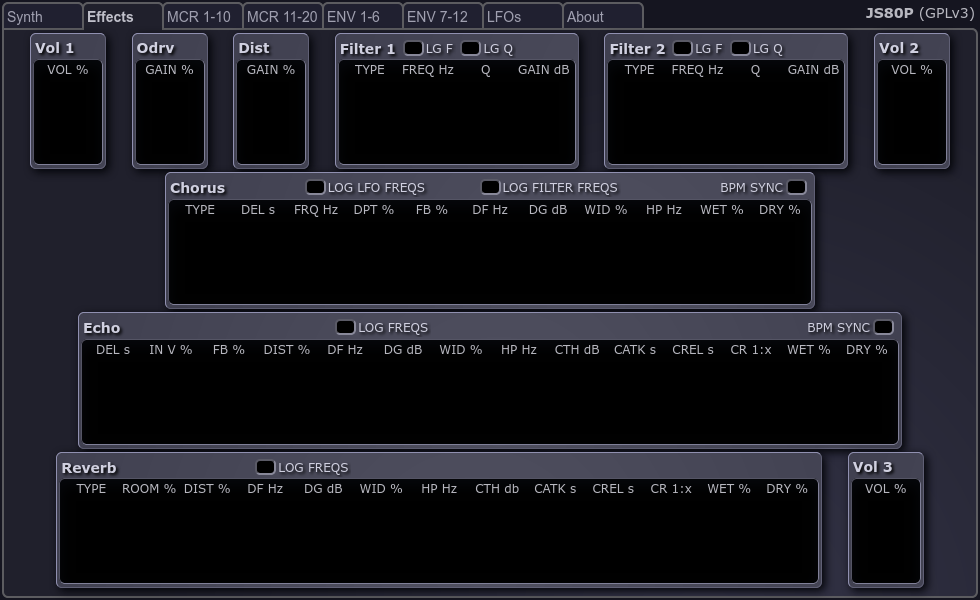 Synth Effects MCR 1-10 MCR 11-20 ENV 1-6 ENV 7-12 LFOs About JS80P (GPLv3)
Vol 1 Odrv Dist Filter 1 LG F LG Q Filter 2 LG F LG Q Vol 2
VOL % GAIN % GAIN % TYPE FREQ Hz Q GAIN dB TYPE FREQ Hz Q GAIN dB VOL %
Chorus LOG LFO FREQS LOG FILTER FREQS BPM SYNC
TYPE DEL s FRQ Hz DPT % FB % DF Hz DG dB WID % HP Hz WET % DRY %
Echo LOG FREQS BPM SYNC
DEL s IN V % FB % DIST % DF Hz DG dB WID % HP Hz CTH dB CATK s CREL s CR 1:x WET % DRY %
Reverb LOG FREQS Vol 3
TYPE ROOM % DIST % DF Hz DG dB WID % HP Hz CTH db CATK s CREL s CR 1:x WET % DRY % VOL %